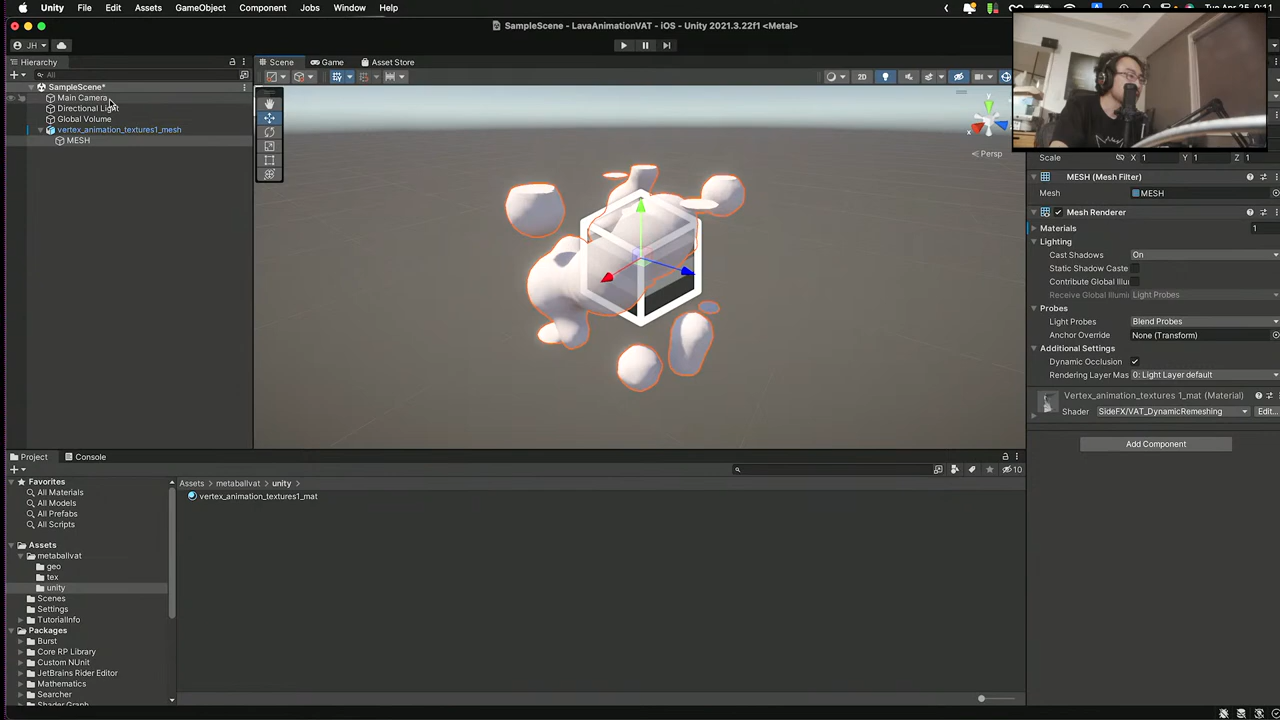 Unity File Edit Assets GameObject Component Jobs Window Help
SampleScene - LavaAnimationVAT - iOS - Unity 2021.3.22f1 <Metal>
JH
Hierarchy
Scene Game Asset Store
All
SampleScene*
Main Camera
Directional Li
Global Volume
vertex_animation_textures1_mesh
MESH
2D
y
x
Persp
Scale X 1 Y 1 Z 1
MESH (Mesh Filter)
Mesh MESH
Mesh Renderer
Materials 1
Lighting
Cast Shadows On
Static Shadow Caste
Contribute Global Illu
Receive Global Illumin Light Probes
Probes
Light Probes Blend Probes
Anchor Override None (Transform)
Additional Settings
Dynamic Occlusion
Rendering Layer Mas 0: Light Layer default
Vertex_animation_textures 1_mat (Material)
Shader SideFX/VAT_DynamicRemeshing Edit...
Add Component
Project Console
10
Favorites
All Materials
All Models
All Prefabs
All Scripts
Assets
metaballvat
geo
tex
unity
Scenes
Settings
TutorialInfo
Packages
Burst
Core RP Library
Custom NUnit
JetBrains Rider Editor
Mathematics
Searcher
Assets metaballvat unity
vertex_animation_textures1_mat